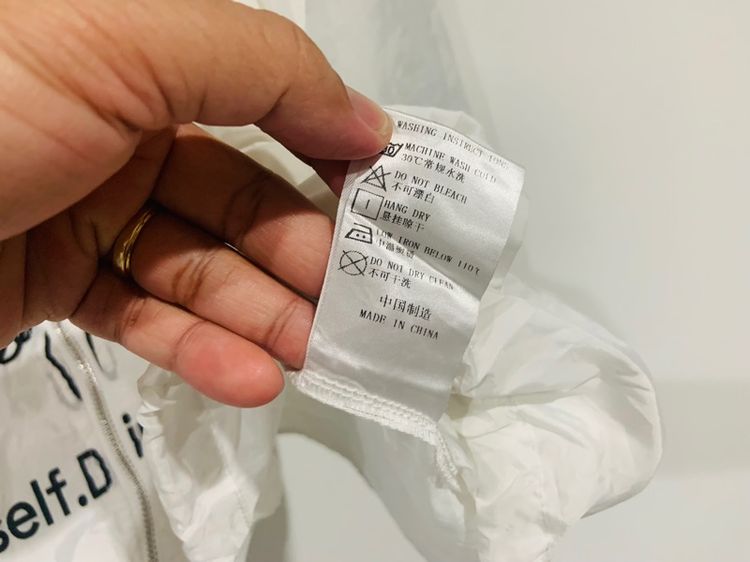 WASHING INSTRUCTIONS
MACHINE WASH COLD
30℃常规水洗
DO NOT BLEACH
不可漂白
HANG DRY
悬挂晾干
LOW IRON BELOW 110℃
DO NOT DRY CLEAN
不可干洗
中国制造
MADE IN CHINA
self.D